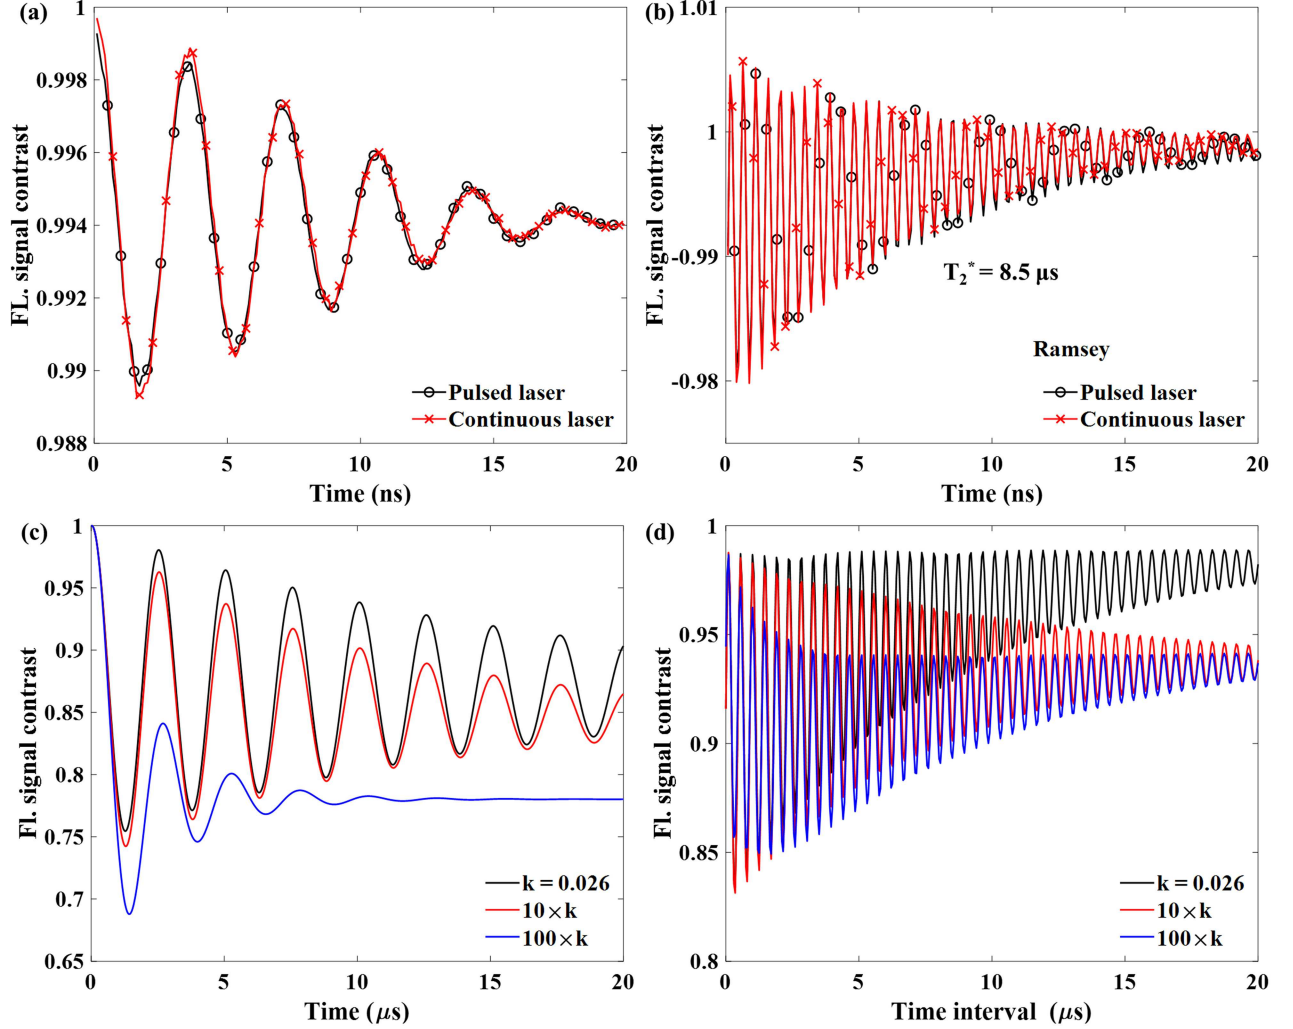 (a)
1
0.998
0.996
0.994
0.992
0.99
0.988
FL. signal contrast
0 5 10 15 20
Time (ns)
Pulsed laser
Continuous laser
(b)
1.01
1
-0.99
-0.98
FL. signal contrast
T2* = 8.5 μs
Ramsey
Pulsed laser
Continuous laser
0 5 10 15 20
Time (ns)
(c)
1
0.95
0.9
0.85
0.8
0.75
0.7
0.65
Fl. signal contrast
k = 0.026
10×k
100×k
0 5 10 15 20
Time (μs)
(d)
1
0.95
0.9
0.85
0.8
Fl. signal contrast
k = 0.026
10×k
100×k
0 5 10 15 20
Time interval (μs)